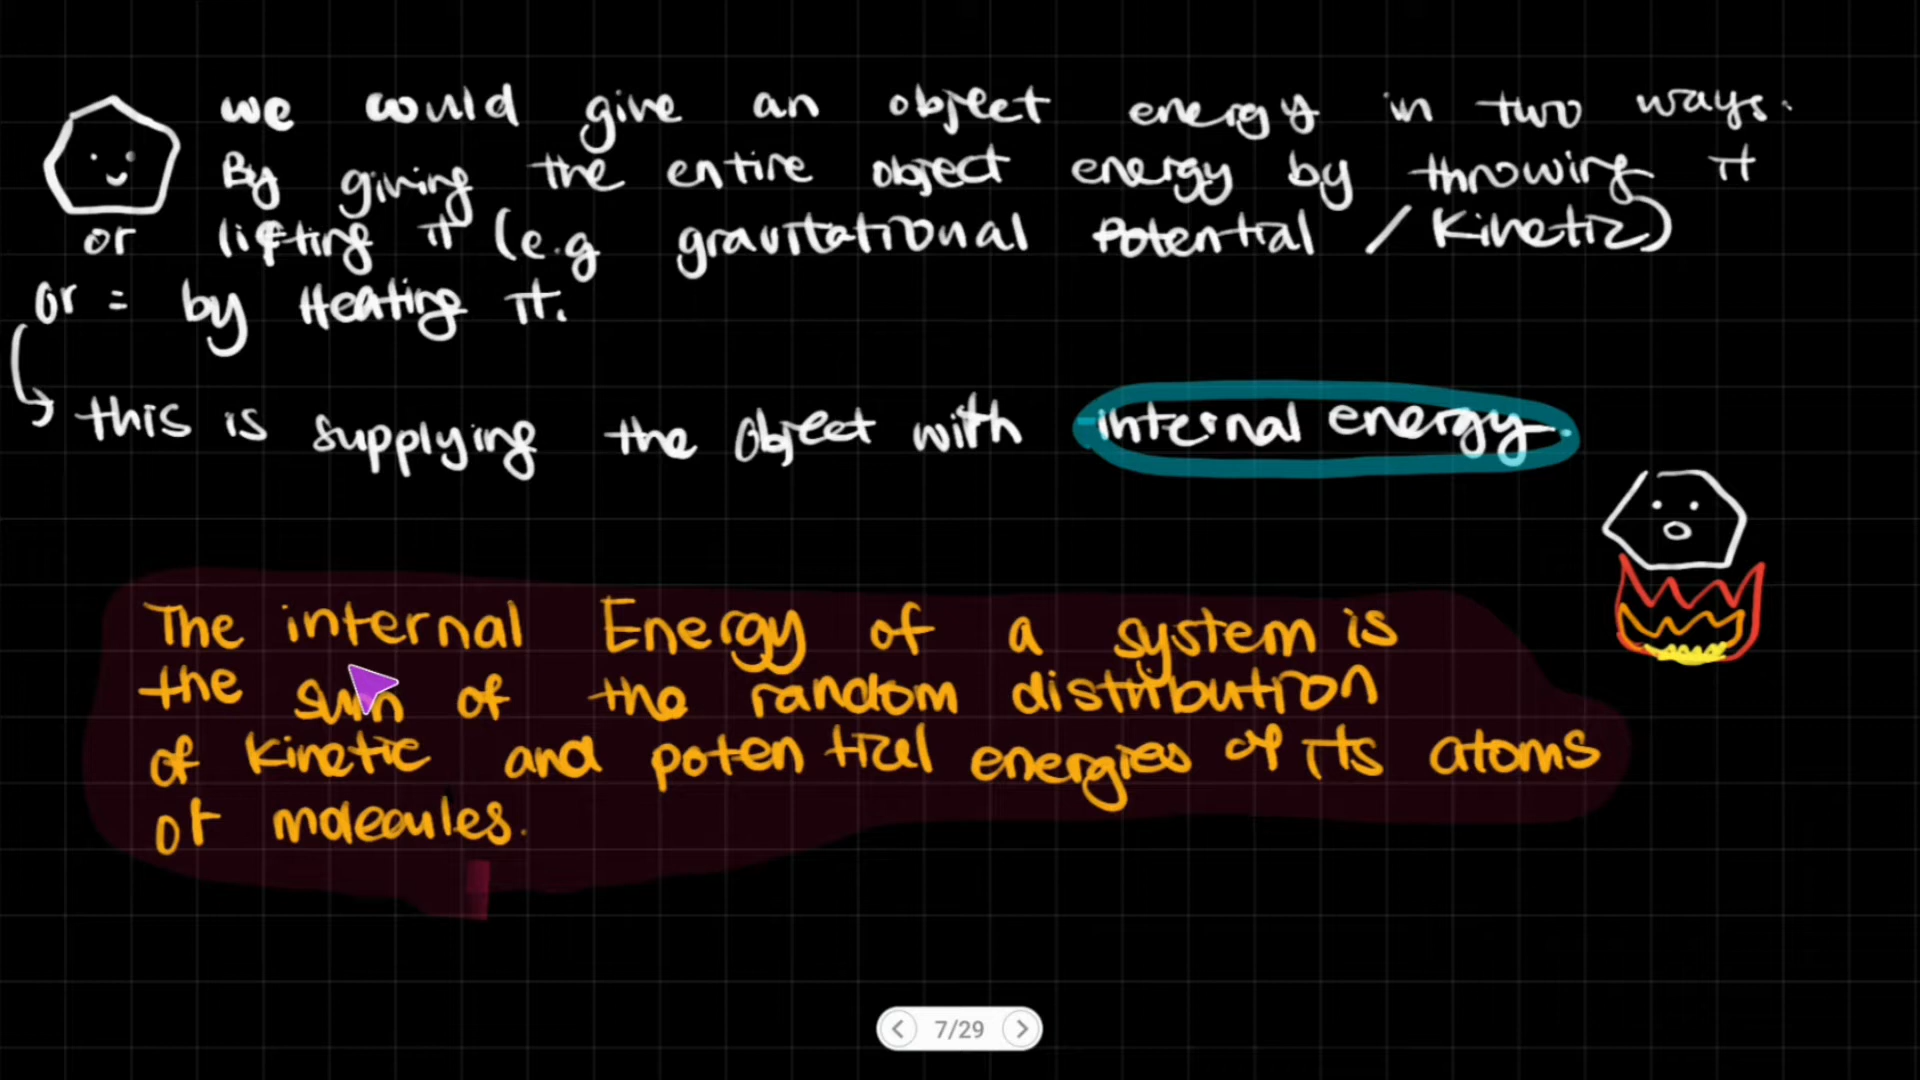 we would give an object energy in two ways.
By giving the entire object energy by throwing it
or lifting it (e.g gravitational potential / kinetic)
or = by Heating it.
this is supplying the object with internal energy
The internal Energy of a system is
the sum of the random distribution
of kinetic and potential energies of its atoms
or molecules.
7/29